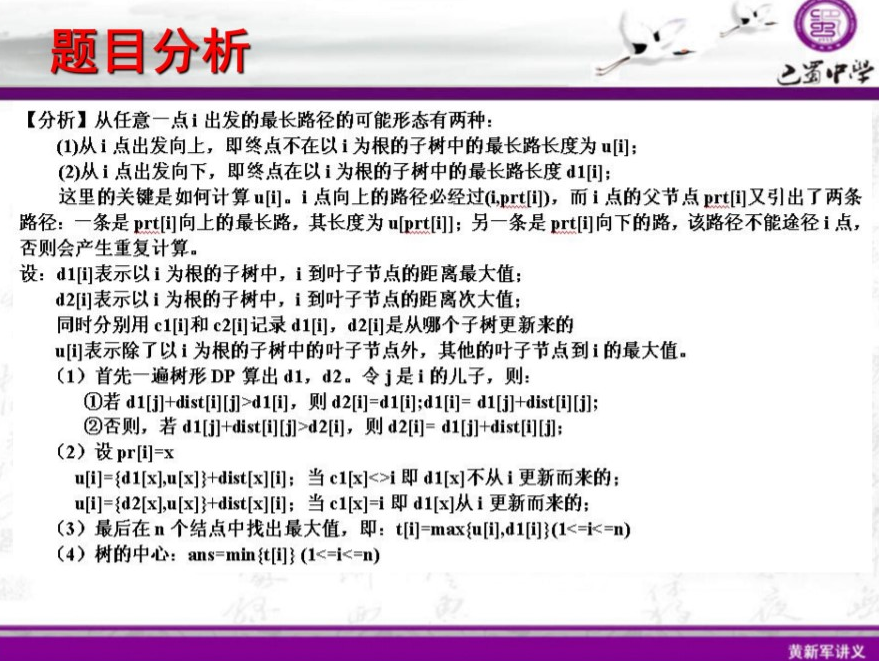 题目分析
巴蜀中学
【分析】从任意一点i出发的最长路径的可能形态有两种：
(1)从i点出发向上，即终点不在以i为根的子树中的最长路长度为u[i]；
(2)从i点出发向下，即终点在以i为根的子树中的最长路长度d1[i]；
这里的关键是如何计算u[i]。i点向上的路径必经过(i,prt[i])，而i点的父节点prt[i]又引出了两条
路径：一条是prt[i]向上的最长路，其长度为u[prt[i]]；另一条是prt[i]向下的路，该路径不能途径i点，
否则会产生重复计算。
设：d1[i]表示以i为根的子树中，i到叶子节点的距离最大值；
d2[i]表示以i为根的子树中，i到叶子节点的距离次大值；
同时分别用c1[i]和c2[i]记录d1[i]，d2[i]是从哪个子树更新来的
u[i]表示除了以i为根的子树中的叶子节点外，其他的叶子节点到i的最大值。
（1）首先一遍树形DP算出d1，d2。令j是i的儿子，则：
①若d1[j]+dist[i][j]>d1[i]，则d2[i]=d1[i];d1[i]= d1[j]+dist[i][j];
②否则，若d1[j]+dist[i][j]>d2[i]，则d2[i]= d1[j]+dist[i][j];
（2）设pr[i]=x
u[i]={d1[x],u[x]}+dist[x][i]；当c1[x]<>i即d1[x]不从i更新而来的；
u[i]={d2[x],u[x]}+dist[x][i]；当c1[x]=i即d1[x]从i更新而来的；
（3）最后在n个结点中找出最大值，即：t[i]=max{u[i],d1[i]}(1<=i<=n)
（4）树的中心：ans=min{t[i]} (1<=i<=n)
黄新军讲义